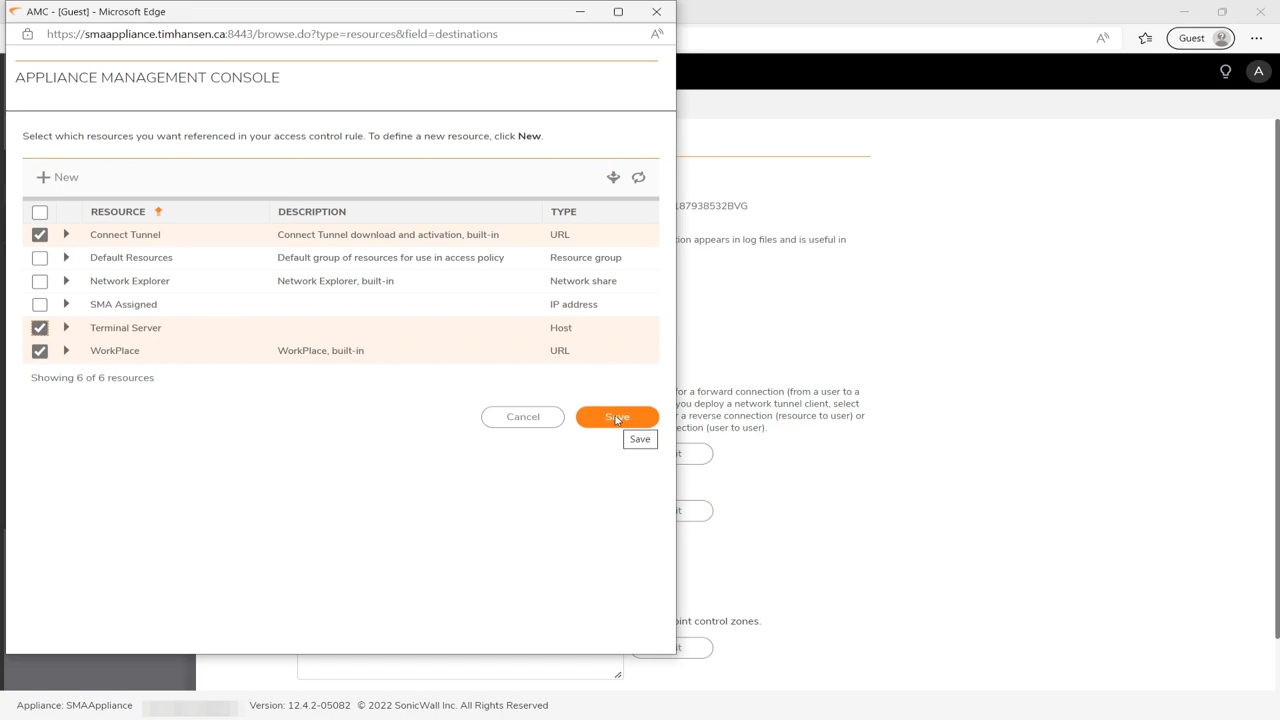 AMC - [Guest] - Microsoft Edge
https://smaappliance.timhansen.ca:8443/browse.do?type=resources&field=destinations
Guest
A
APPLIANCE MANAGEMENT CONSOLE
Select which resources you want referenced in your access control rule. To define a new resource, click New.
New
RESOURCE DESCRIPTION TYPE
Connect Tunnel Connect Tunnel download and activation, built-in URL
Default Resources Default group of resources for use in access policy Resource group
Network Explorer Network Explorer, built-in Network share
SMA Assigned IP address
Terminal Server Host
WorkPlace WorkPlace, built-in URL
Showing 6 of 6 resources
Cancel Save
Save
187938532BVG
tion appears in log files and is useful in
for a forward connection (from a user to a
you deploy a network tunnel client, select
r a reverse connection (resource to user) or
nection (user to user).
it
it
oint control zones.
it
Appliance: SMAAppliance Version: 12.4.2-05082 © 2022 SonicWall Inc. All Rights Reserved